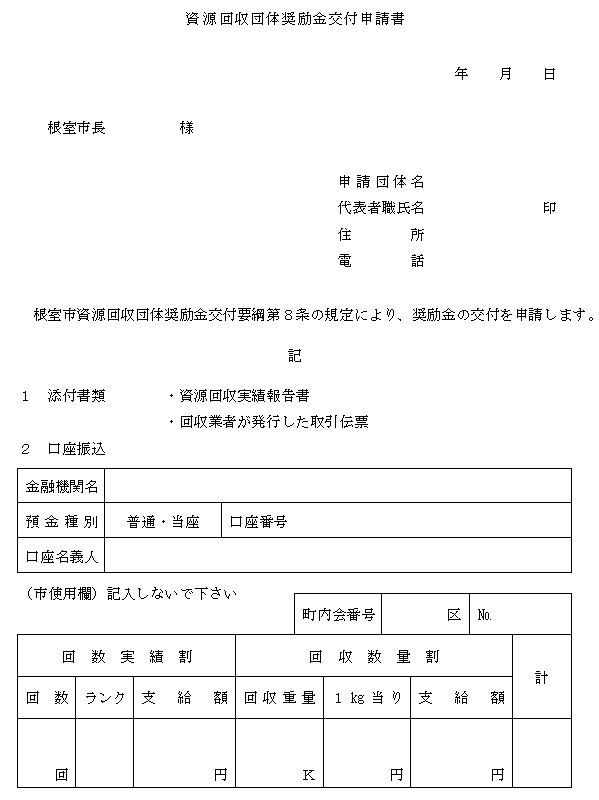 資源回収団体奨励金交付申請書
年　　月　　日
根室市長　　　　　様
申請団体名
代表者職氏名　　　　　　　　印
住　　　　所
電　　　　話
根室市資源回収団体奨励金交付要綱第８条の規定により、奨励金の交付を申請します。
記
１　添付書類　　　　・資源回収実績報告書
・回収業者が発行した取引伝票
２　口座振込
金融機関名
預金種別　普通・当座　口座番号
口座名義人
（市使用欄）記入しないで下さい
町内会番号　　　　区　№
回　数　実　績　割　　　回　収　数　量　割　　　計
回　数　ランク　支　給　額　回収重量　１㎏当り　支　給　額
回　　　　円　　　　Ｋ　　　　円　　　　円